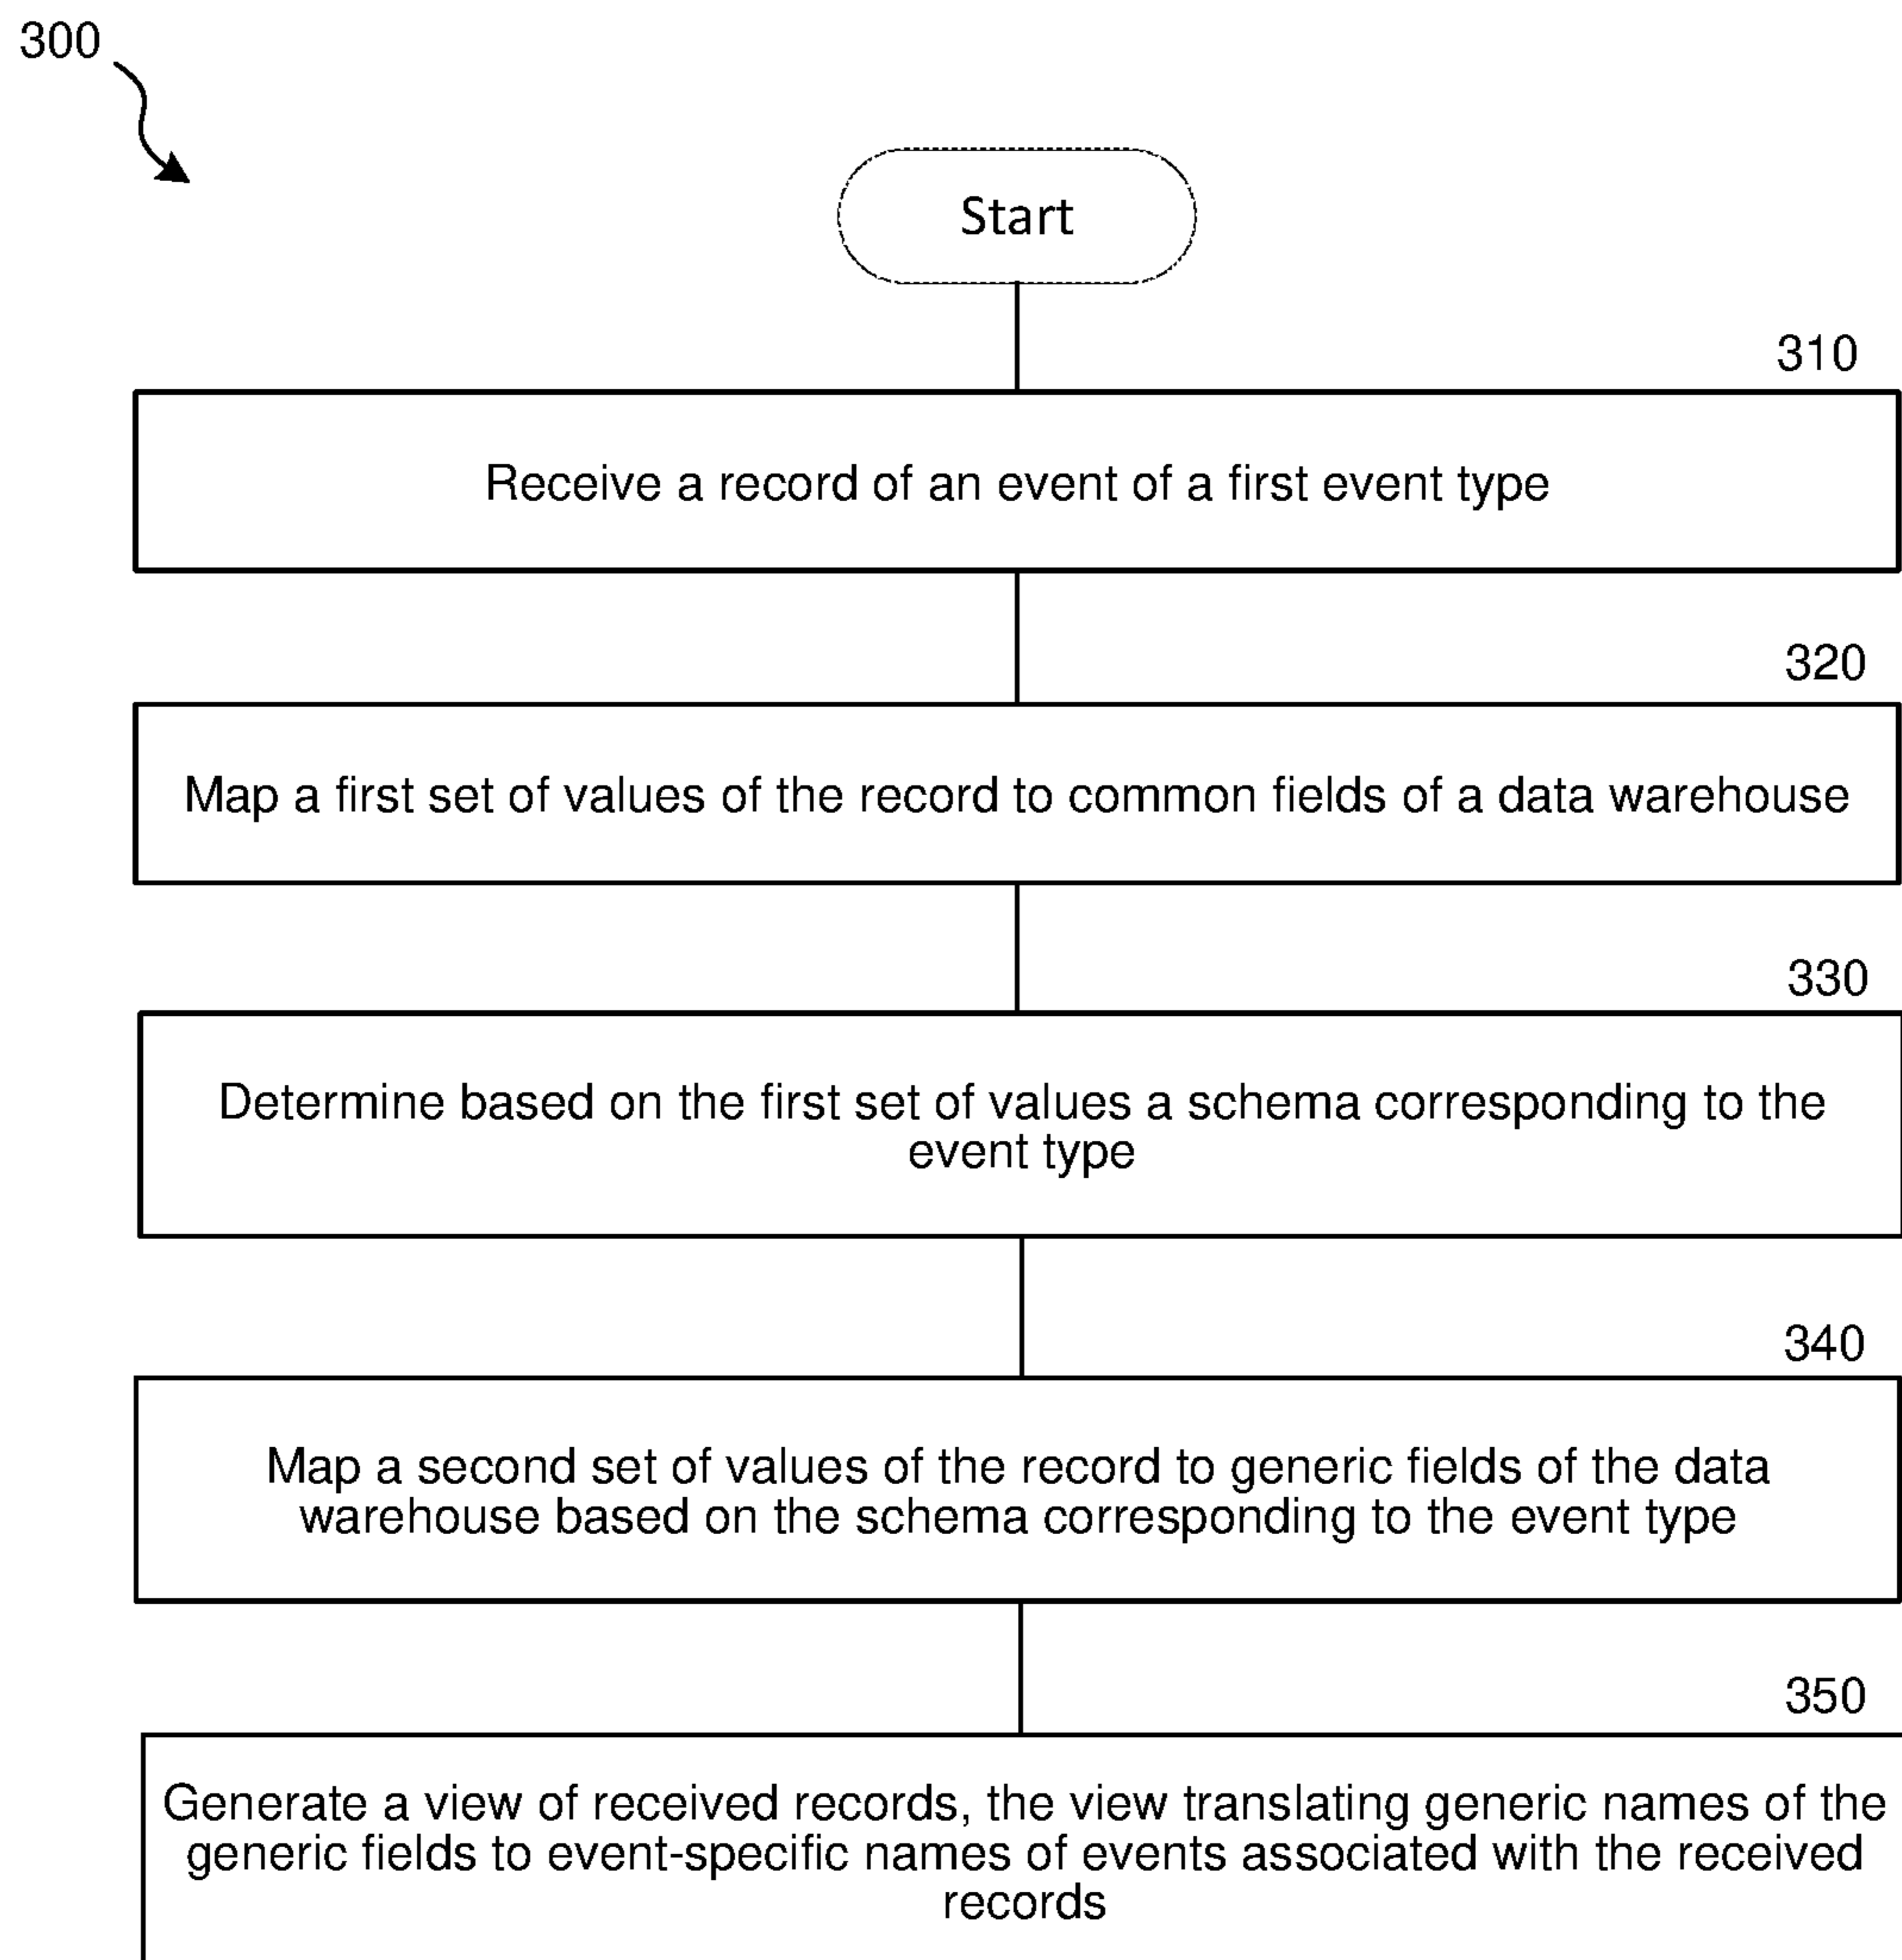 300
Start
310
Receive a record of an event of a first event type
320
Map a first set of values of the record to common fields of a data warehouse
330
Determine based on the first set of values a schema corresponding to the
event type
340
Map a second set of values of the record to generic fields of the data
warehouse based on the schema corresponding to the event type
350
Generate a view of received records, the view translating generic names of the
generic fields to event-specific names of events associated with the received
records